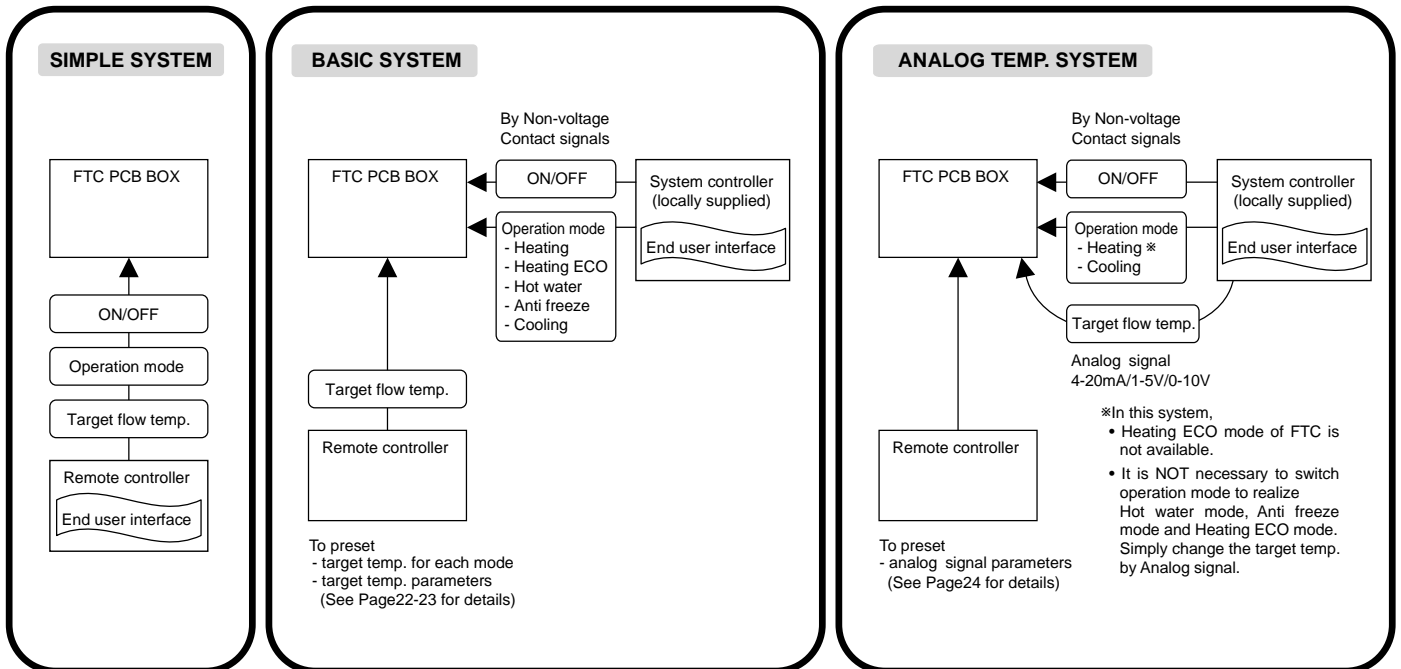 SIMPLE SYSTEM
FTC PCB BOX
ON/OFF
Operation mode
Target flow temp.
Remote controller
End user interface
BASIC SYSTEM
By Non-voltage
Contact signals
FTC PCB BOX
ON/OFF
System controller
(locally supplied)
End user interface
Operation mode
- Heating
- Heating ECO
- Hot water
- Anti freeze
- Cooling
Target flow temp.
Remote controller
To preset
- target temp. for each mode
- target temp. parameters
(See Page22-23 for details)
ANALOG TEMP. SYSTEM
By Non-voltage
Contact signals
FTC PCB BOX
ON/OFF
System controller
(locally supplied)
End user interface
Operation mode
- Heating ※
- Cooling
Target flow temp.
Analog signal
4-20mA/1-5V/0-10V
Remote controller
To preset
- analog signal parameters
(See Page24 for details)
※In this system,
• Heating ECO mode of FTC is
not available.
• It is NOT necessary to switch
operation mode to realize
Hot water mode, Anti freeze
mode and Heating ECO mode.
Simply change the target temp.
by Analog signal.